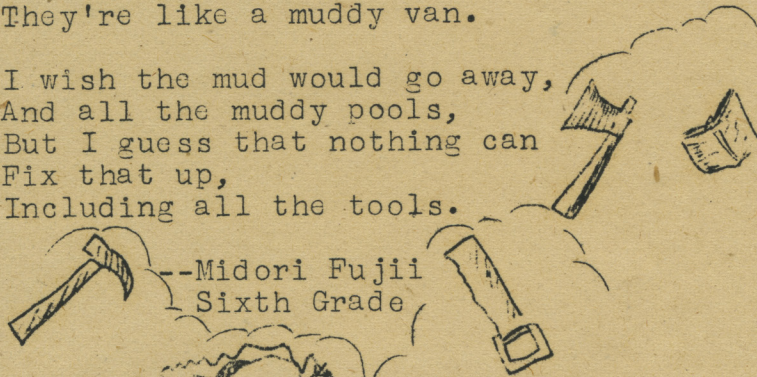 They're like a muddy van.
I wish the mud would go away,
And all the muddy pools,
But I guess that nothing can
Fix that up,
Including all the tools.
--Midori Fujii
Sixth Grade